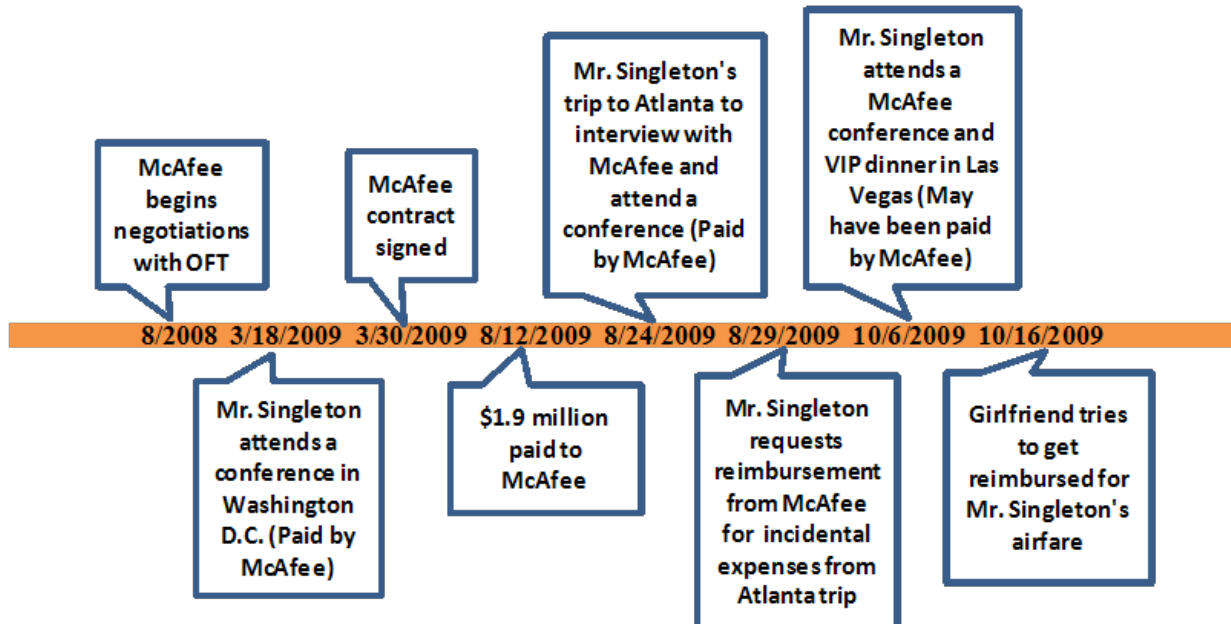 McAfee
begins
negotiations
with OFT
McAfee
contract
signed
Mr. Singleton's
trip to Atlanta to
interview with
McAfee and
attend a
conference (Paid
by McAfee)
Mr. Singleton
attends a
McAfee
conference and
VIP dinner in Las
Vegas (May
have been paid
by McAfee)
8/2008 3/18/2009 3/30/2009 8/12/2009 8/24/2009 8/29/2009 10/6/2009 10/16/2009
Mr. Singleton
attends a
conference in
Washington
D.C. (Paid by
McAfee)
$1.9 million
paid to
McAfee
Mr. Singleton
requests
reimbursement
from McAfee
for incidental
expenses from
Atlanta trip
Girlfriend tries
to get
reimbursed for
Mr. Singleton's
airfare